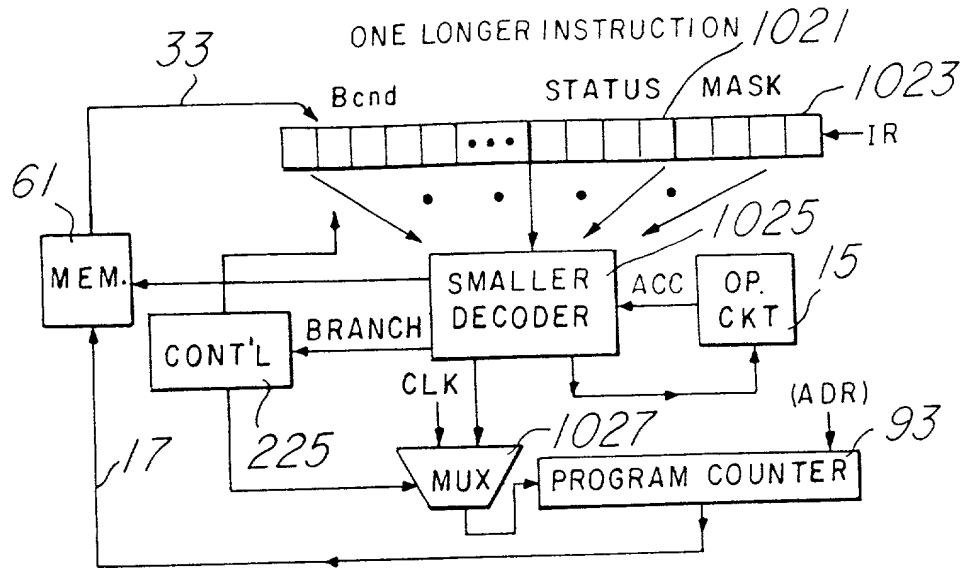 ONE LONGER INSTRUCTION
1021
33
Bcnd
STATUS MASK
1023
IR
61
MEM.
1025
SMALLER
DECODER
ACC
OP.
CKT
15
BRANCH
CONT'L
CLK
(ADR)
93
225
1027
17
MUX
PROGRAM COUNTER